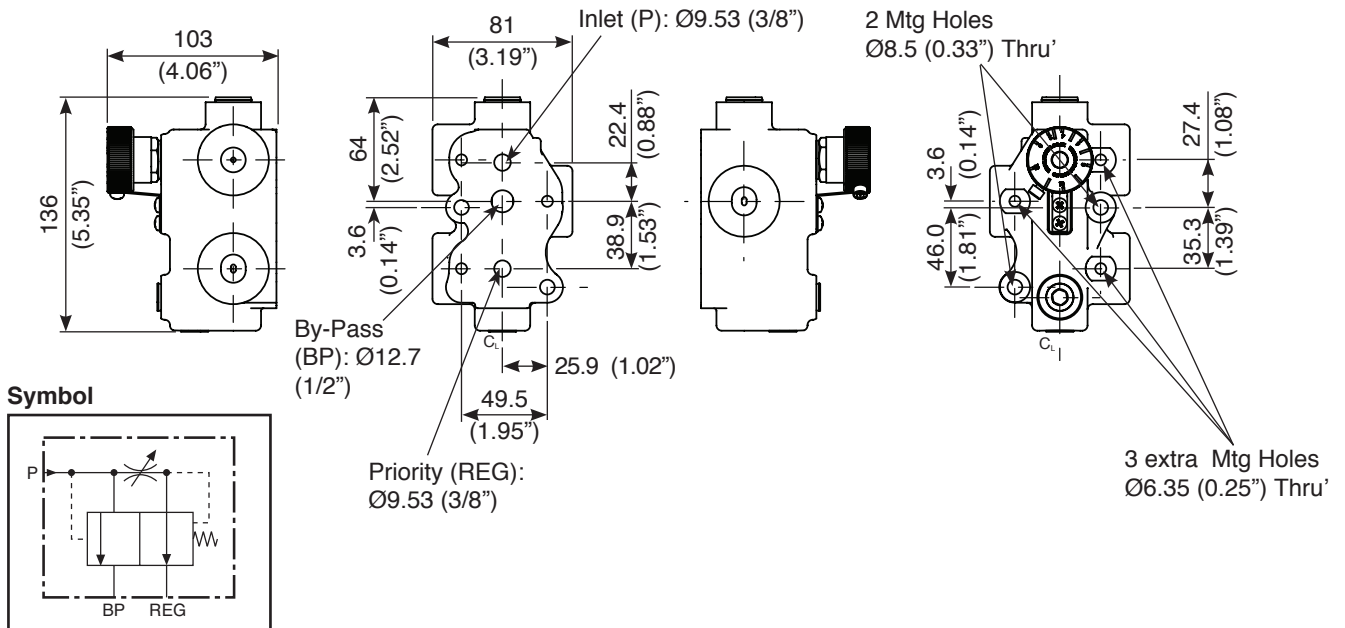 103
(4.06”)
136
(5.35”)
81
(3.19”)
Inlet (P): Ø9.53 (3/8”)
64
(2.52”)
3.6
(0.14”)
22.4
(0.88”)
38.9
(1.53”)
By-Pass
(BP): Ø12.7
(1/2”)
CL
25.9 (1.02”)
49.5
(1.95”)
Priority (REG):
Ø9.53 (3/8”)
2 Mtg Holes
Ø8.5 (0.33”) Thru’
3.6
(0.14”)
46.0
(1.81”)
27.4
(1.08”)
35.3
(1.39”)
CL
3 extra Mtg Holes
Ø6.35 (0.25”) Thru’
Symbol
P
BP REG